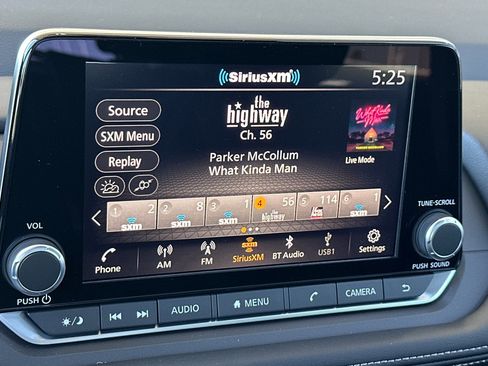 ((SiriusXM))
5:25
Source
SXM Menu
Replay
the
highway
Ch. 56
Parker McCollum
What Kinda Man
Live Mode
1 2 2 8 3 1 4 56 5 114 6 1
sxm sxm sxm highway sxm
Phone AM FM SiriusXM BT Audio USB1 Settings
VOL
PUSH
TUNE·SCROLL
PUSH SOUND
AUDIO MENU CAMERA